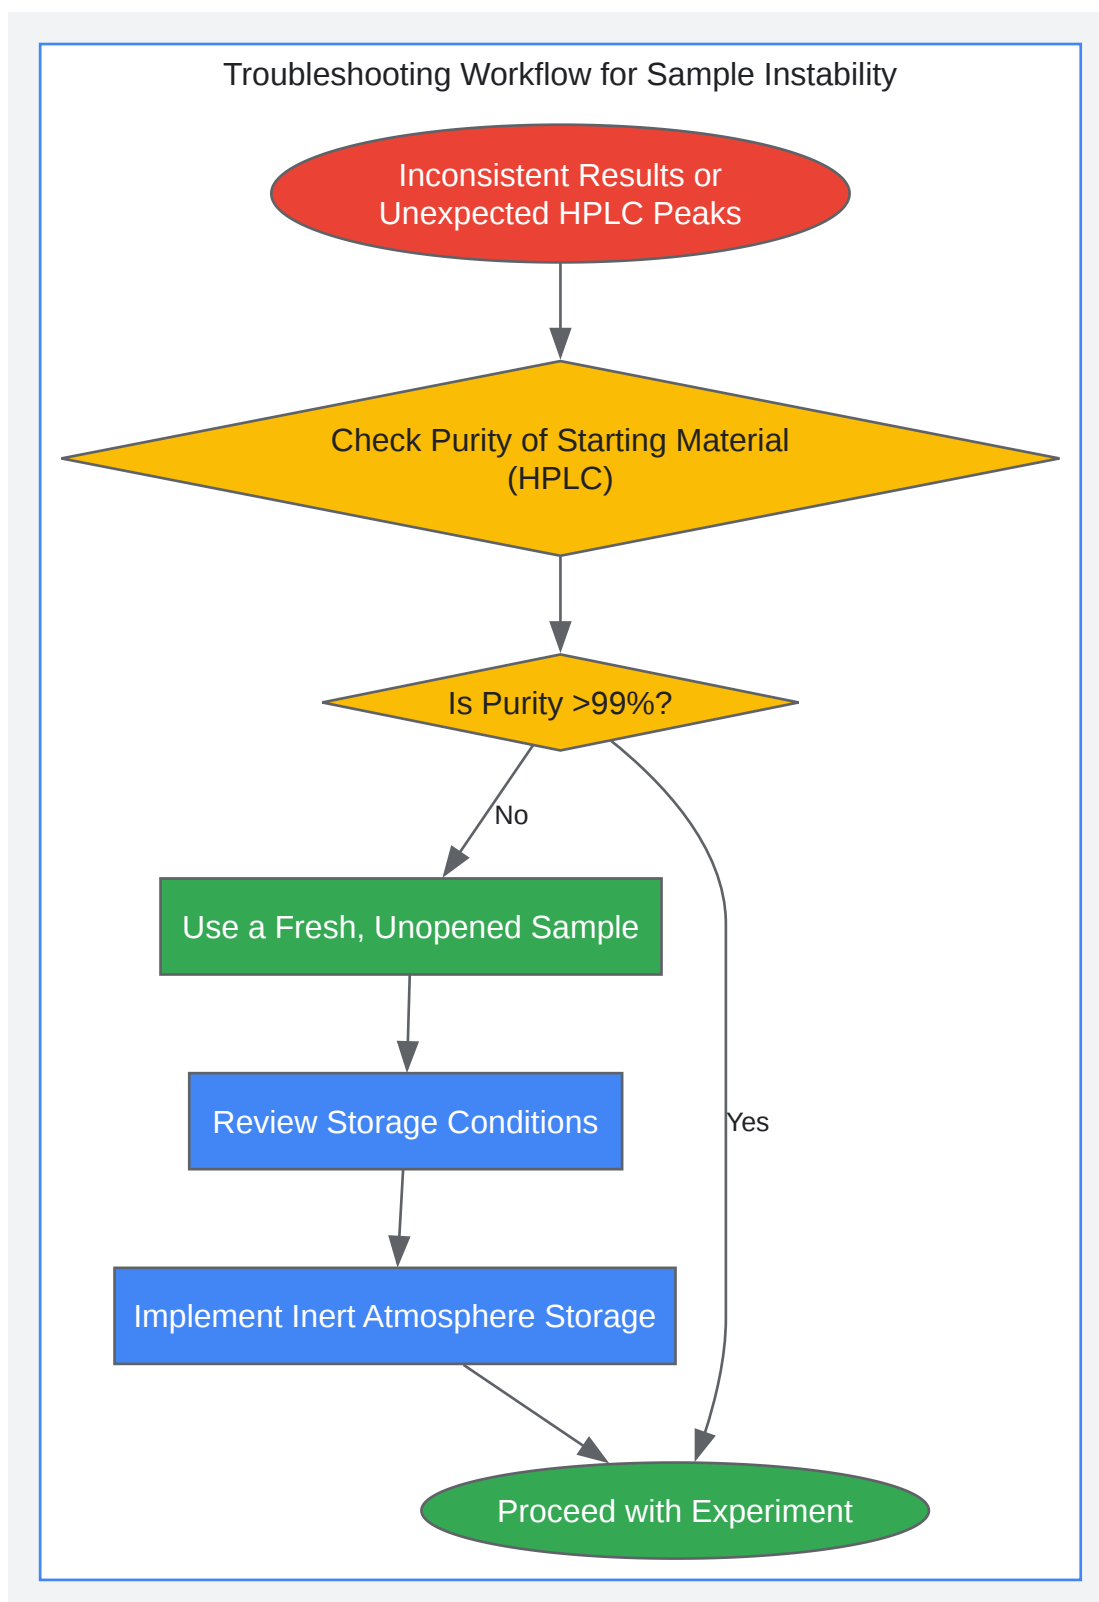 Troubleshooting Workflow for Sample Instability
Inconsistent Results or
Unexpected HPLC Peaks
Check Purity of Starting Material
(HPLC)
Is Purity >99%?
No
Use a Fresh, Unopened Sample
Review Storage Conditions
Yes
Implement Inert Atmosphere Storage
Proceed with Experiment